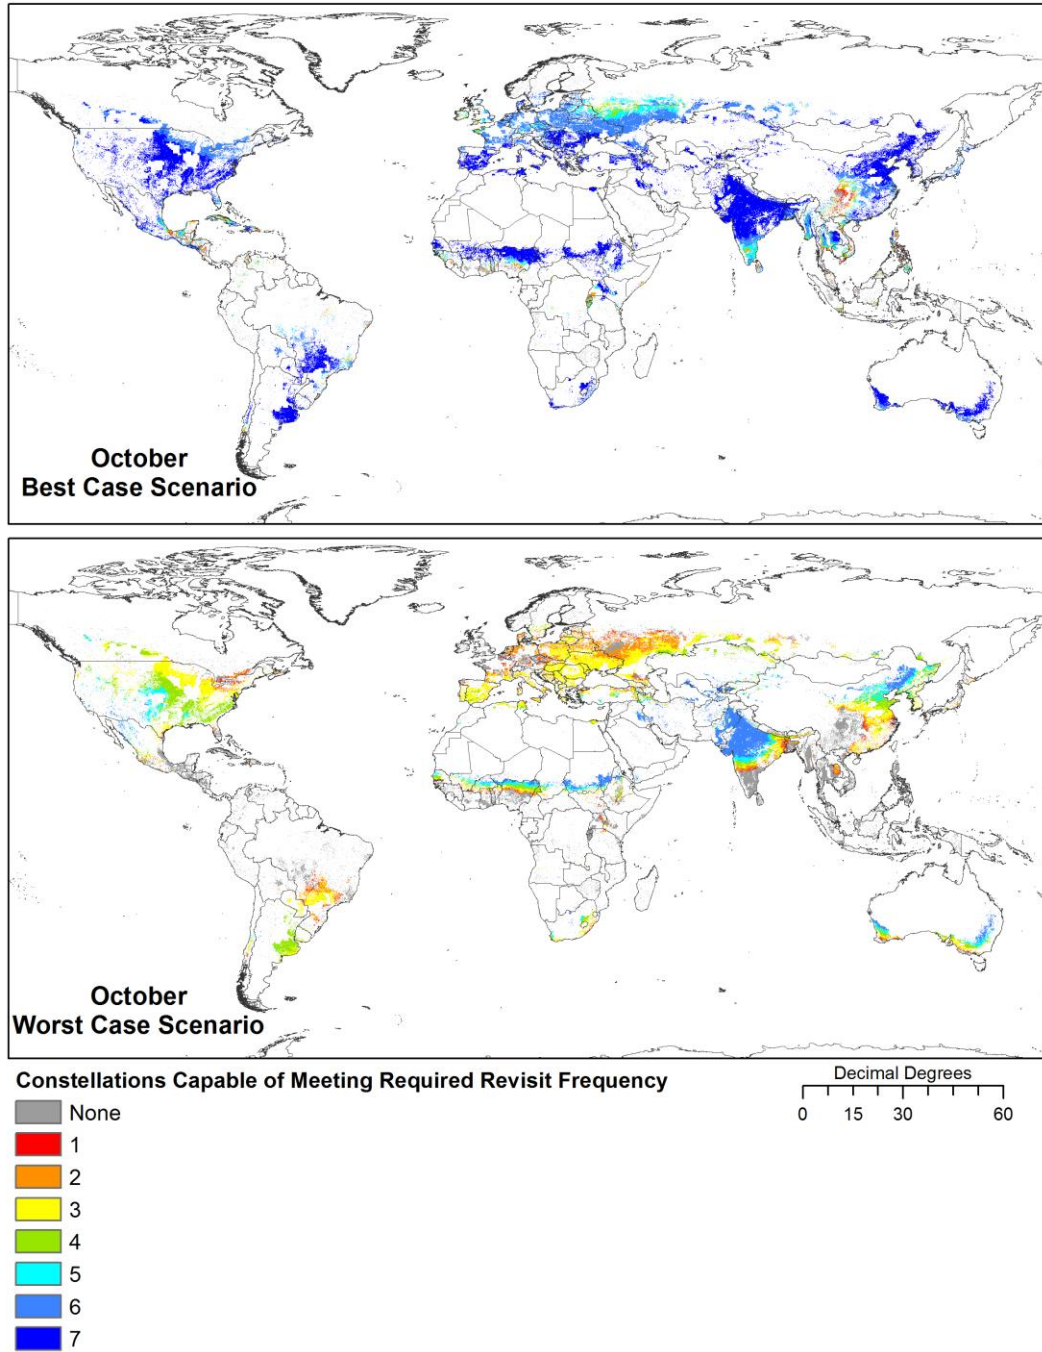 October
Best Case Scenario
October
Worst Case Scenario
Constellations Capable of Meeting Required Revisit Frequency
Decimal Degrees
0 15 30 60
None
1
2
3
4
5
6
7